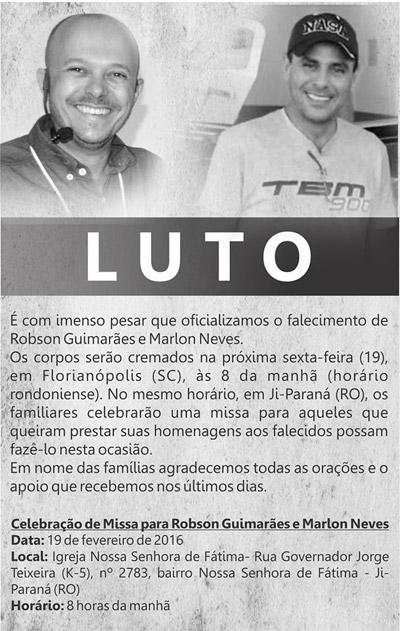 NASA
TBM
900
LUTO
É com imenso pesar que oficializamos o falecimento de
Robson Guimarães e Marlon Neves.
Os corpos serão cremados na próxima sexta-feira (19),
em Florianópolis (SC), às 8 da manhã (horário
rondoniense). No mesmo horário, em Ji-Paraná (RO), os
familiares celebrarão uma missa para aqueles que
queiram prestar suas homenagens aos falecidos possam
fazê-lo nesta ocasião.
Em nome das famílias agradecemos todas as orações e o
apoio que recebemos nos últimos dias.
Celebração de Missa para Robson Guimarães e Marlon Neves
Data: 19 de fevereiro de 2016
Local: Igreja Nossa Senhora de Fátima- Rua Governador Jorge
Teixeira (K-5), nº 2783, bairro Nossa Senhora de Fátima - Ji-
Paraná (RO)
Horário: 8 horas da manhã